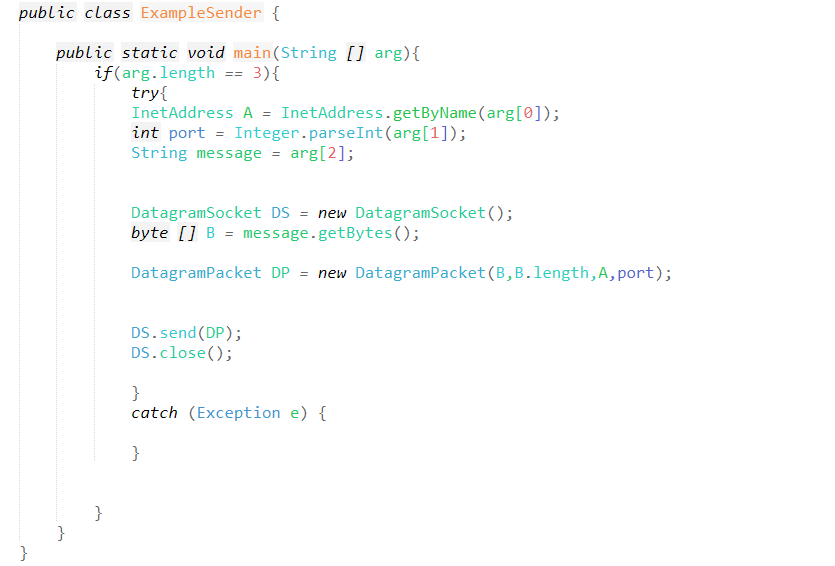 public class ExampleSender {
public static void main(String [] arg){
if(arg.length == 3){
try{
InetAddress A = InetAddress.getByName(arg[0]);
int port = Integer.parseInt(arg[1]);
String message = arg[2];
DatagramSocket DS = new DatagramSocket();
byte [] B = message.getBytes();
DatagramPacket DP = new DatagramPacket(B,B.length,A,port);
DS.send(DP);
DS.close();
}
catch (Exception e) {
}
}
}
}